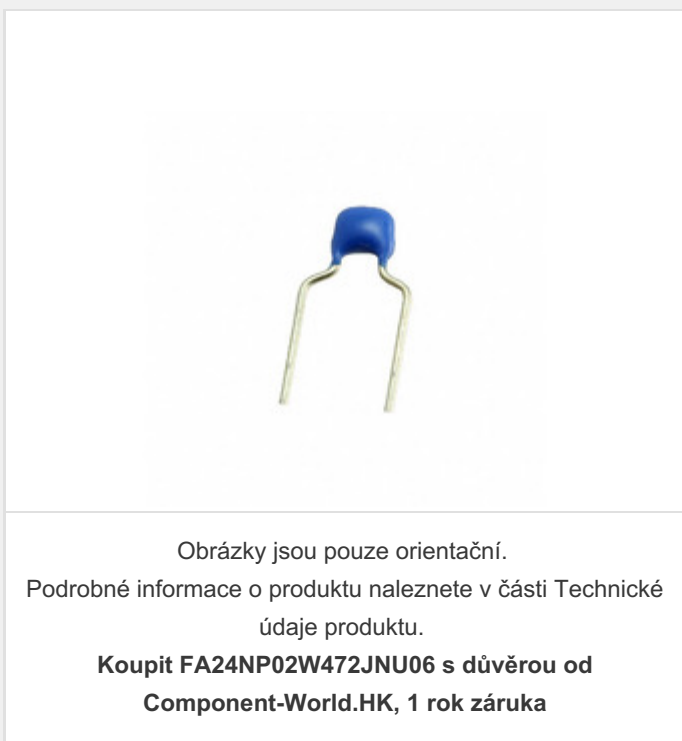 Obrázky jsou pouze orientační.
Podrobné informace o produktu naleznete v části Technické
údaje produktu.
Koupit FA24NP02W472JNU06 s důvěrou od
Component-World.HK, 1 rok záruka